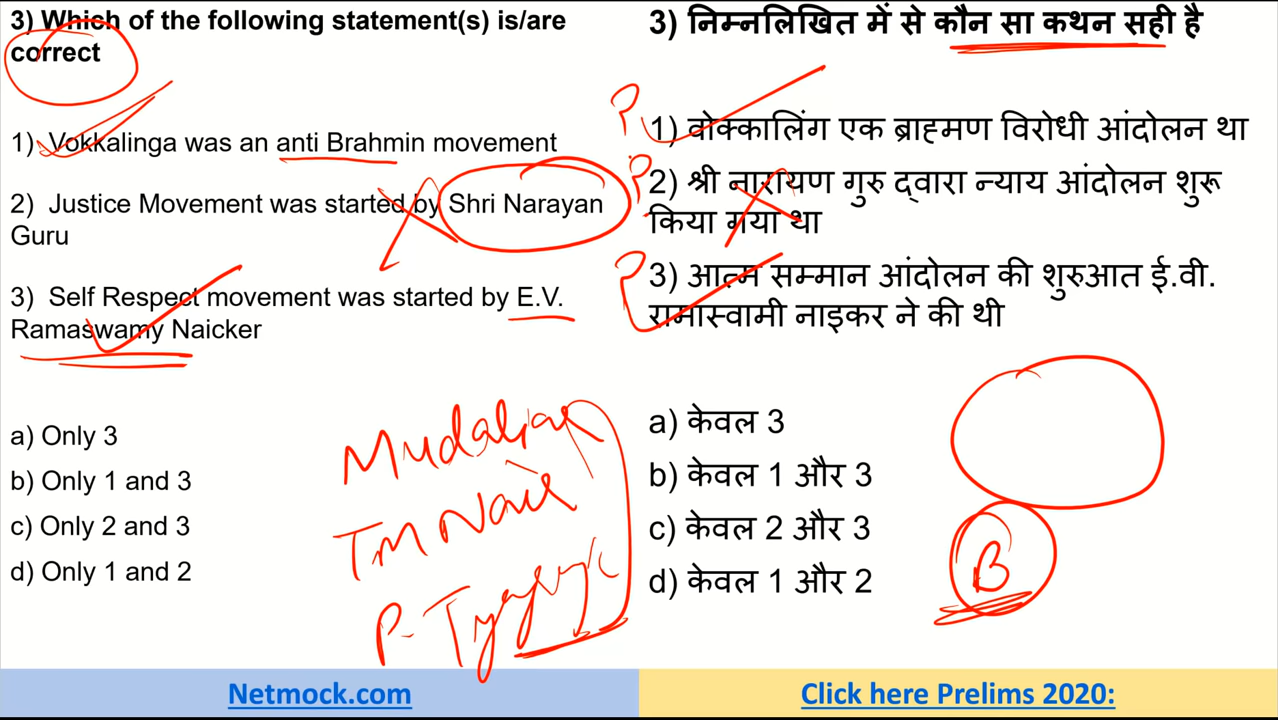 3) Which of the following statement(s) is/are
correct
1) Vokkalinga was an anti Brahmin movement
2) Justice Movement was started by Shri Narayan
Guru
3) Self Respect movement was started by E.V.
Ramaswamy Naicker
a) Only 3
b) Only 1 and 3
c) Only 2 and 3
d) Only 1 and 2
Mudaliar
TM Nair
3) निम्नलिखित में से कौन सा कथन सही है
1) वोक्कालिंग एक ब्राह्मण विरोधी आंदोलन था
2) श्री नारायण गुरु द्वारा न्याय आंदोलन शुरू
किया गया था
3) आत्म सम्मान आंदोलन की शुरुआत ई.वी.
रामास्वामी नाइकर ने की थी
a) केवल 3
b) केवल 1 और 3
c) केवल 2 और 3
d) केवल 1 और 2
B
Netmock.com
Click here Prelims 2020: